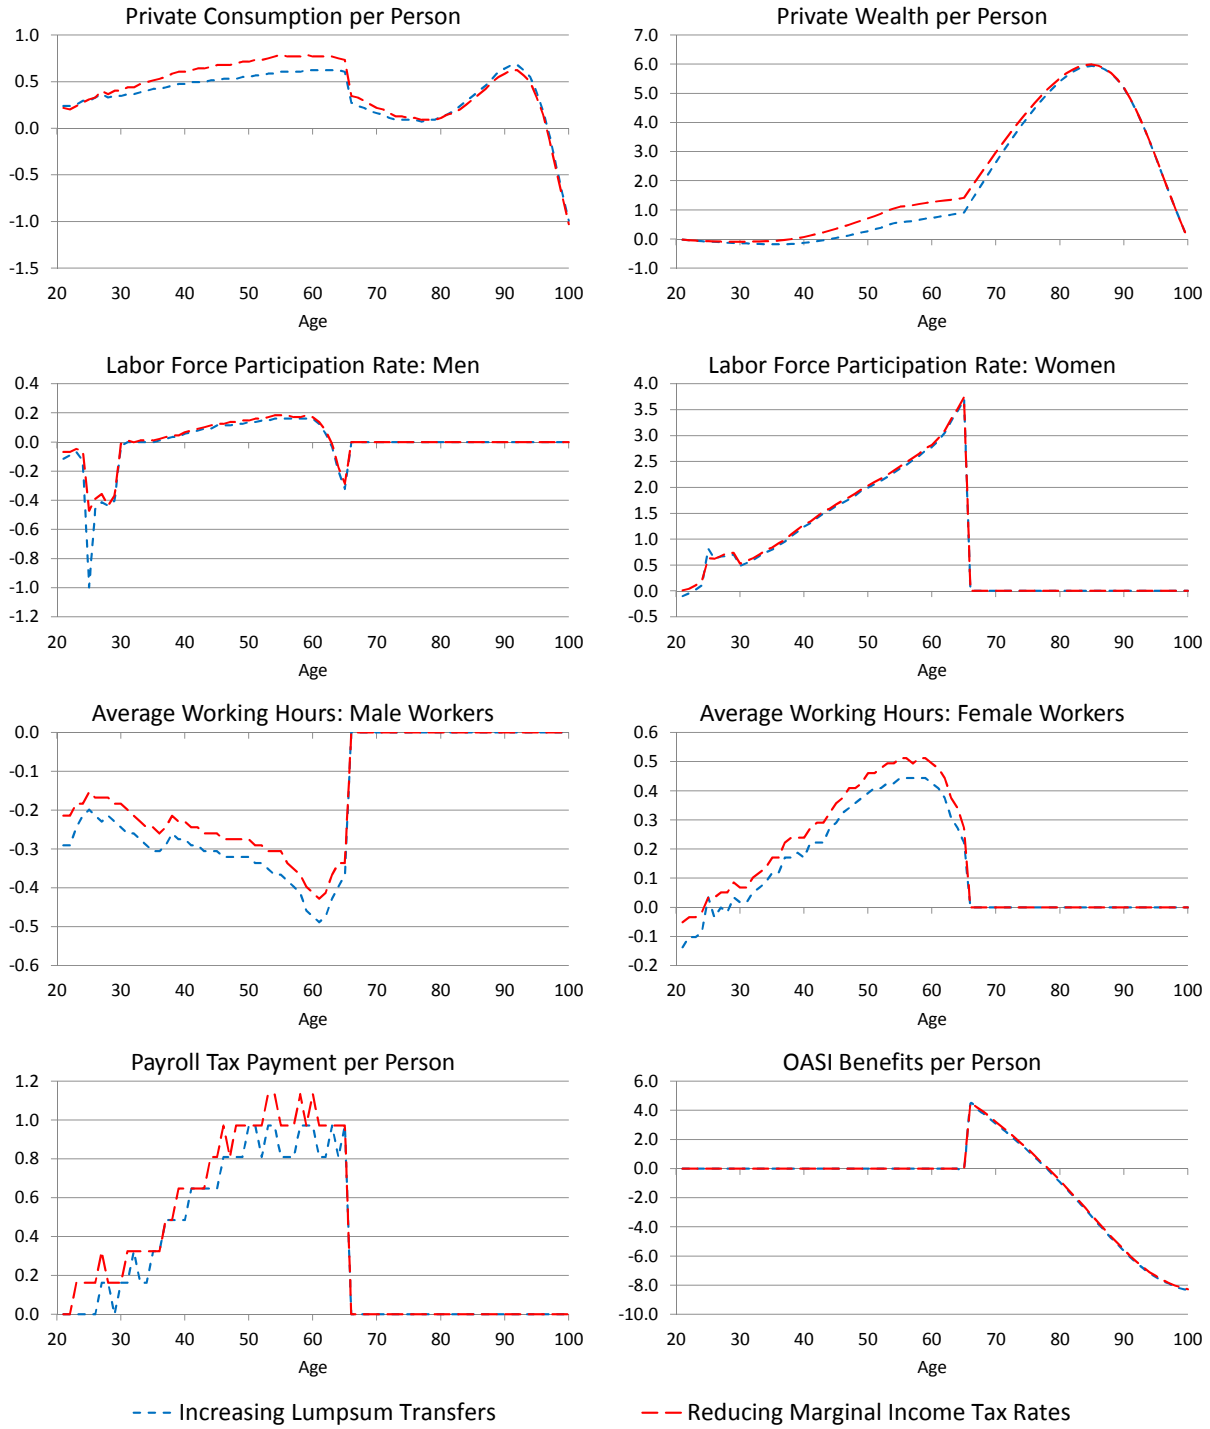 Private Consumption per Person
1.0
0.5
0.0
-0.5
-1.0
-1.5
20 30 40 50 60 70 80 90 100
Age
Private Wealth per Person
7.0
6.0
5.0
4.0
3.0
2.0
1.0
0.0
-1.0
20 30 40 50 60 70 80 90 100
Age
Labor Force Participation Rate: Men
0.4
0.2
0.0
-0.2
-0.4
-0.6
-0.8
-1.0
-1.2
20 30 40 50 60 70 80 90 100
Age
Labor Force Participation Rate: Women
4.0
3.5
3.0
2.5
2.0
1.5
1.0
0.5
0.0
-0.5
20 30 40 50 60 70 80 90 100
Age
Average Working Hours: Male Workers
0.0
-0.1
-0.2
-0.3
-0.4
-0.5
-0.6
20 30 40 50 60 70 80 90 100
Age
Average Working Hours: Female Workers
0.6
0.5
0.4
0.3
0.2
0.1
0.0
-0.1
-0.2
20 30 40 50 60 70 80 90 100
Age
Payroll Tax Payment per Person
1.2
1.0
0.8
0.6
0.4
0.2
0.0
20 30 40 50 60 70 80 90 100
Age
OASI Benefits per Person
6.0
4.0
2.0
0.0
-2.0
-4.0
-6.0
-8.0
-10.0
20 30 40 50 60 70 80 90 100
Age
Increasing Lumpsum Transfers
Reducing Marginal Income Tax Rates